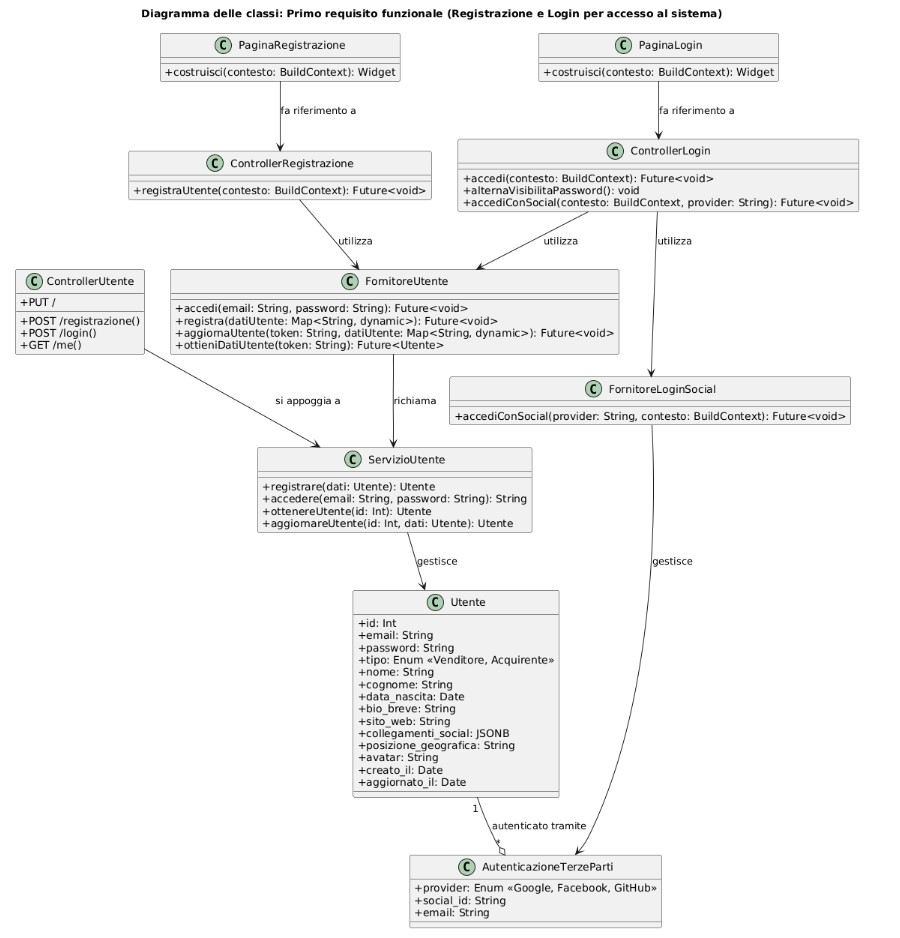 Diagramma delle classi: Primo requisito funzionale (Registrazione e Login per accesso al sistema)
C PaginaRegistrazione
+costruisci(contesto: BuildContext): Widget
C PaginaLogin
+costruisci(contesto: BuildContext): Widget
fa riferimento a
fa riferimento a
C ControllerRegistrazione
+registraUtente(contesto: BuildContext): Future<void>
C ControllerLogin
+accedi(contesto: BuildContext): Future<void>
+alternaVisibilitaPassword(): void
+accediConSocial(contesto: BuildContext, provider: String): Future<void>
utilizza
utilizza
utilizza
C ControllerUtente
+PUT /
+POST /registrazione()
+POST /login()
+GET /me()
C FornitoreUtente
+accedi(email: String, password: String): Future<void>
+registra(datiUtente: Map<String, dynamic>): Future<void>
+aggiornaUtente(token: String, datiUtente: Map<String, dynamic>): Future<void>
+ottieniDatiUtente(token: String): Future<Utente>
C FornitoreLoginSocial
+accediConSocial(provider: String, contesto: BuildContext): Future<void>
si appoggia a
richiama
C ServizioUtente
+registrare(dati: Utente): Utente
+accedere(email: String, password: String): String
+ottenereUtente(id: Int): Utente
+aggiornareUtente(id: Int, dati: Utente): Utente
gestisce
gestisce
C Utente
+id: Int
+email: String
+password: String
+tipo: Enum «Venditore, Acquirente»
+nome: String
+cognome: String
+data_nascita: Date
+bio_breve: String
+sito_web: String
+collegamenti_social: JSONB
+posizione_geografica: String
+avatar: String
+creato_il: Date
+aggiornato_il: Date
1
autenticato tramite
*
C AutenticazioneTerzeParti
+provider: Enum «Google, Facebook, GitHub»
+social_id: String
+email: String